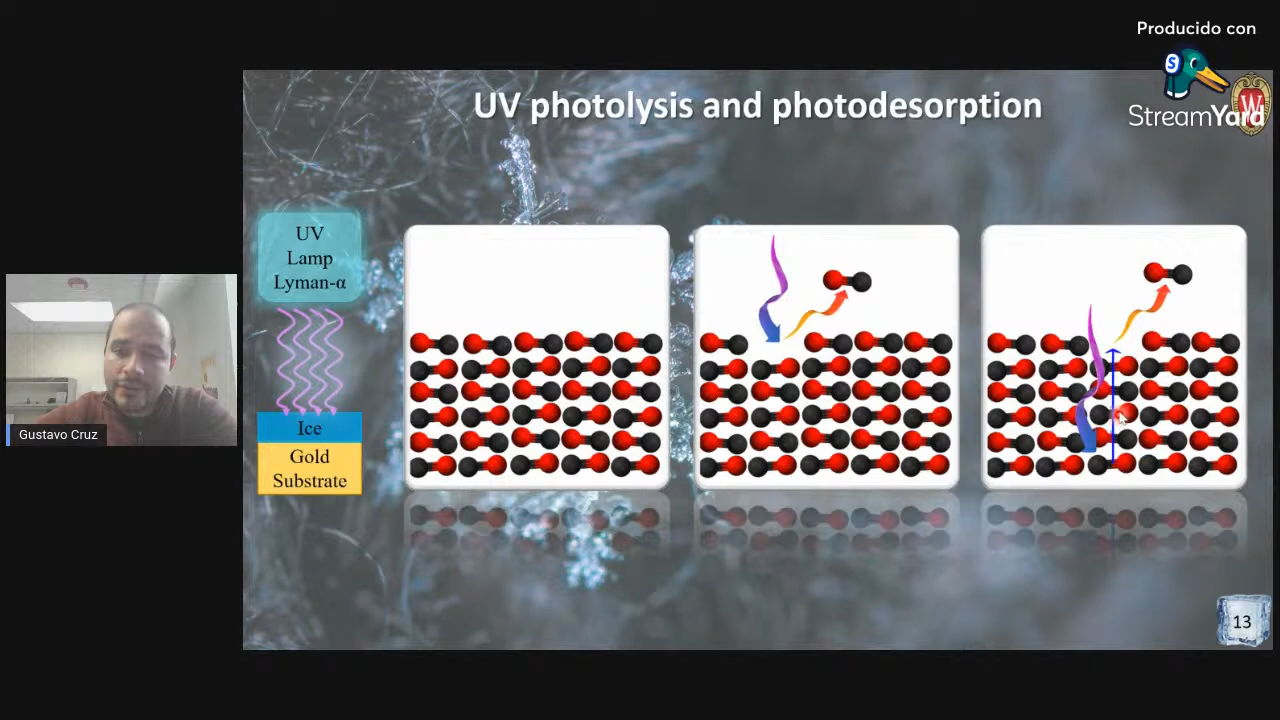 Producido con
StreamYard
UV photolysis and photodesorption
UV
Lamp
Lyman-α
Ice
Gold
Substrate
Gustavo Cruz
13
S
W